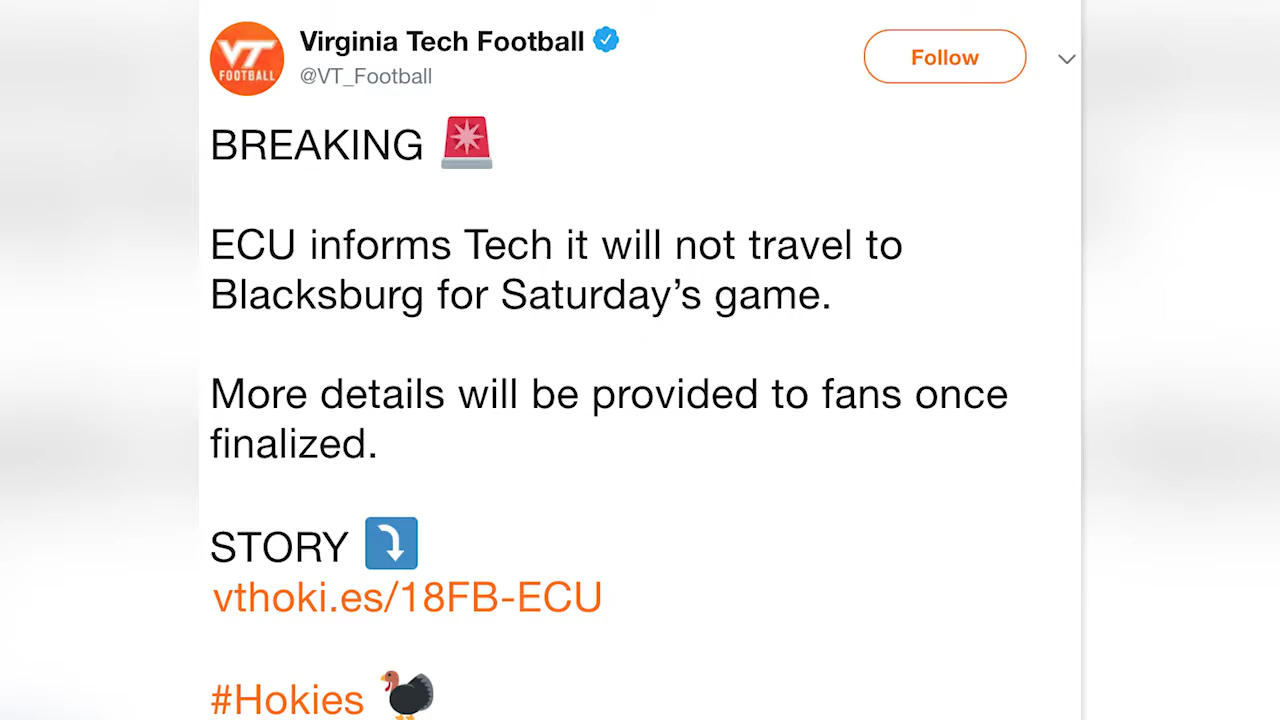 VT
FOOTBALL
Virginia Tech Football
@VT_Football
Follow
BREAKING 🚨
ECU informs Tech it will not travel to
Blacksburg for Saturday’s game.
More details will be provided to fans once
finalized.
STORY ⤵️
vthoki.es/18FB-ECU
#Hokies 🦃